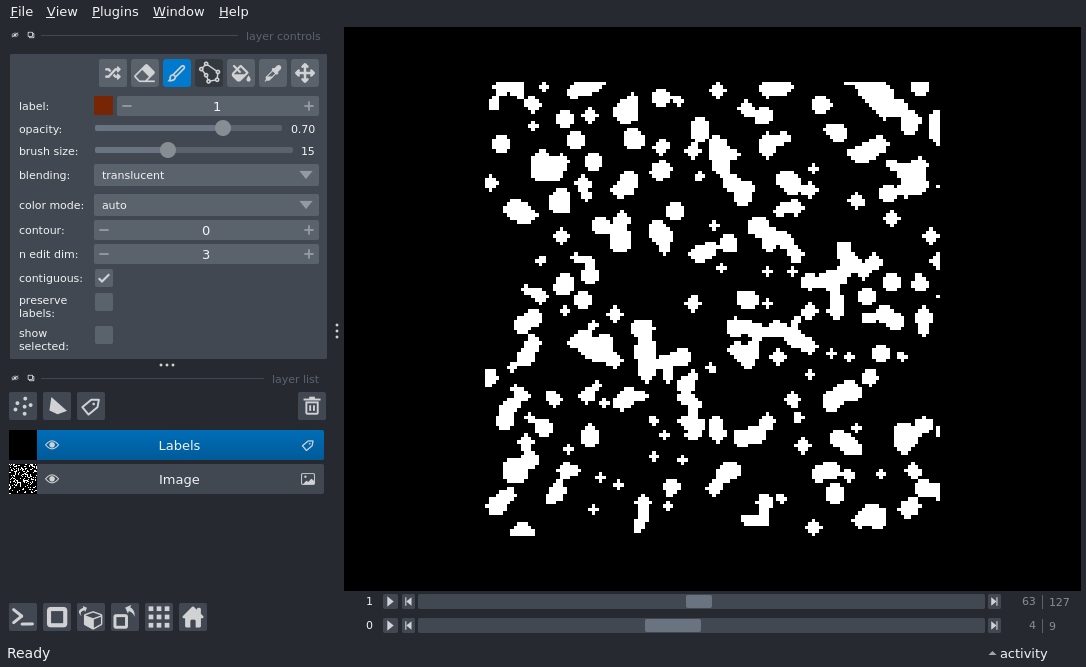 File View Plugins Window Help
layer controls
label: 1
opacity: 0.70
brush size: 15
blending: translucent
color mode: auto
contour: 0
n edit dim: 3
contiguous:
preserve
labels:
show
selected:
layer list
Labels
Image
1 63 127
0 4 9
Ready activity